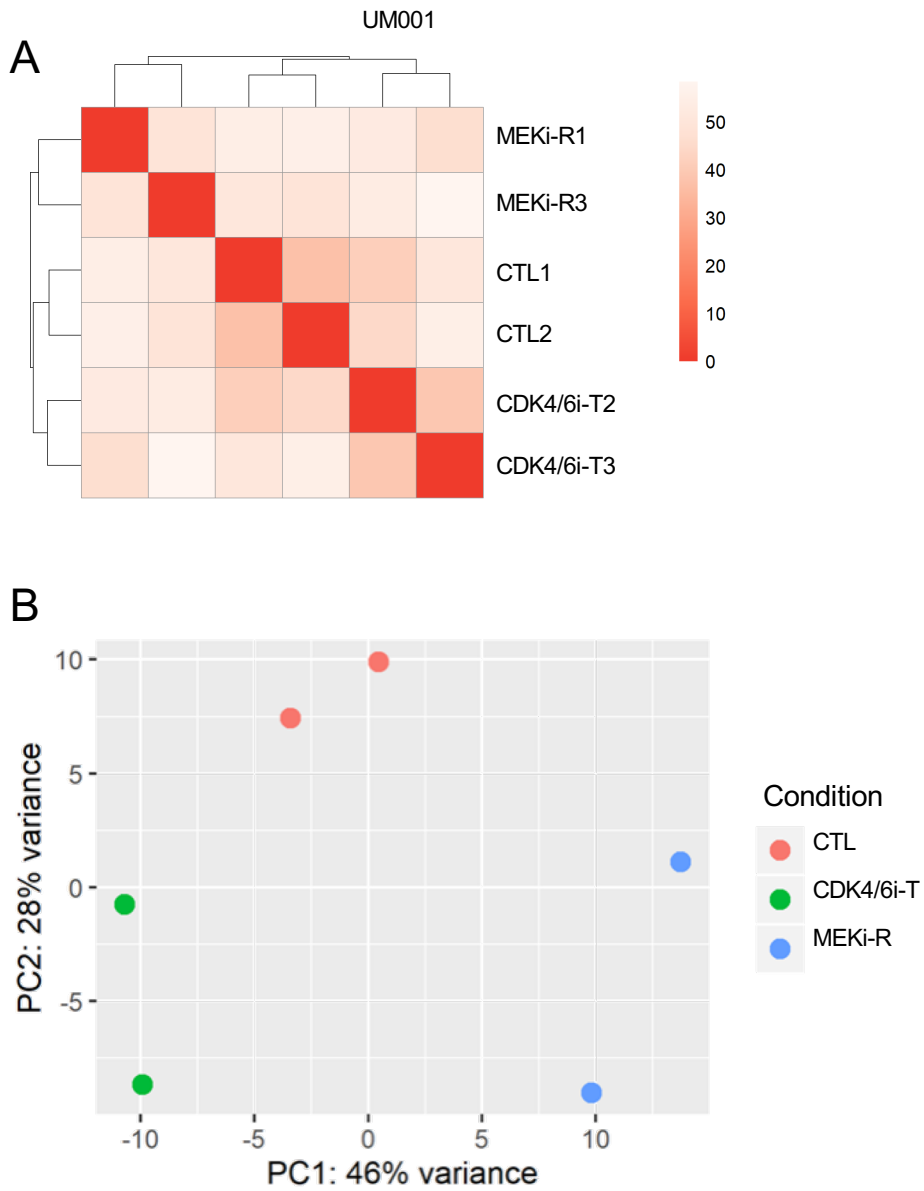 UM001
A
MEKi-R1
MEKi-R3
CTL1
CTL2
CDK4/6i-T2
CDK4/6i-T3
50
40
30
20
10
0
B
10
5
0
-5
PC2: 28% variance
-10
-5
0
5
10
PC1: 46% variance
Condition
CTL
CDK4/6i-T
MEKi-R